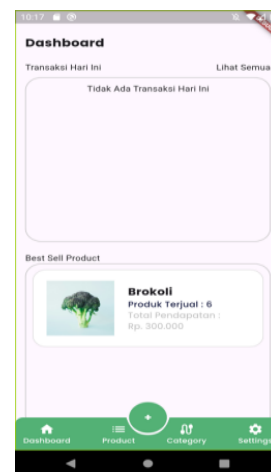 10:17
Dashboard
Transaksi Hari Ini Lihat Semua
Tidak Ada Transaksi Hari Ini
Best Sell Product
Brokoli
Produk Terjual : 6
Total Pendapatan :
Rp. 300.000
Dashboard Product Category Settings